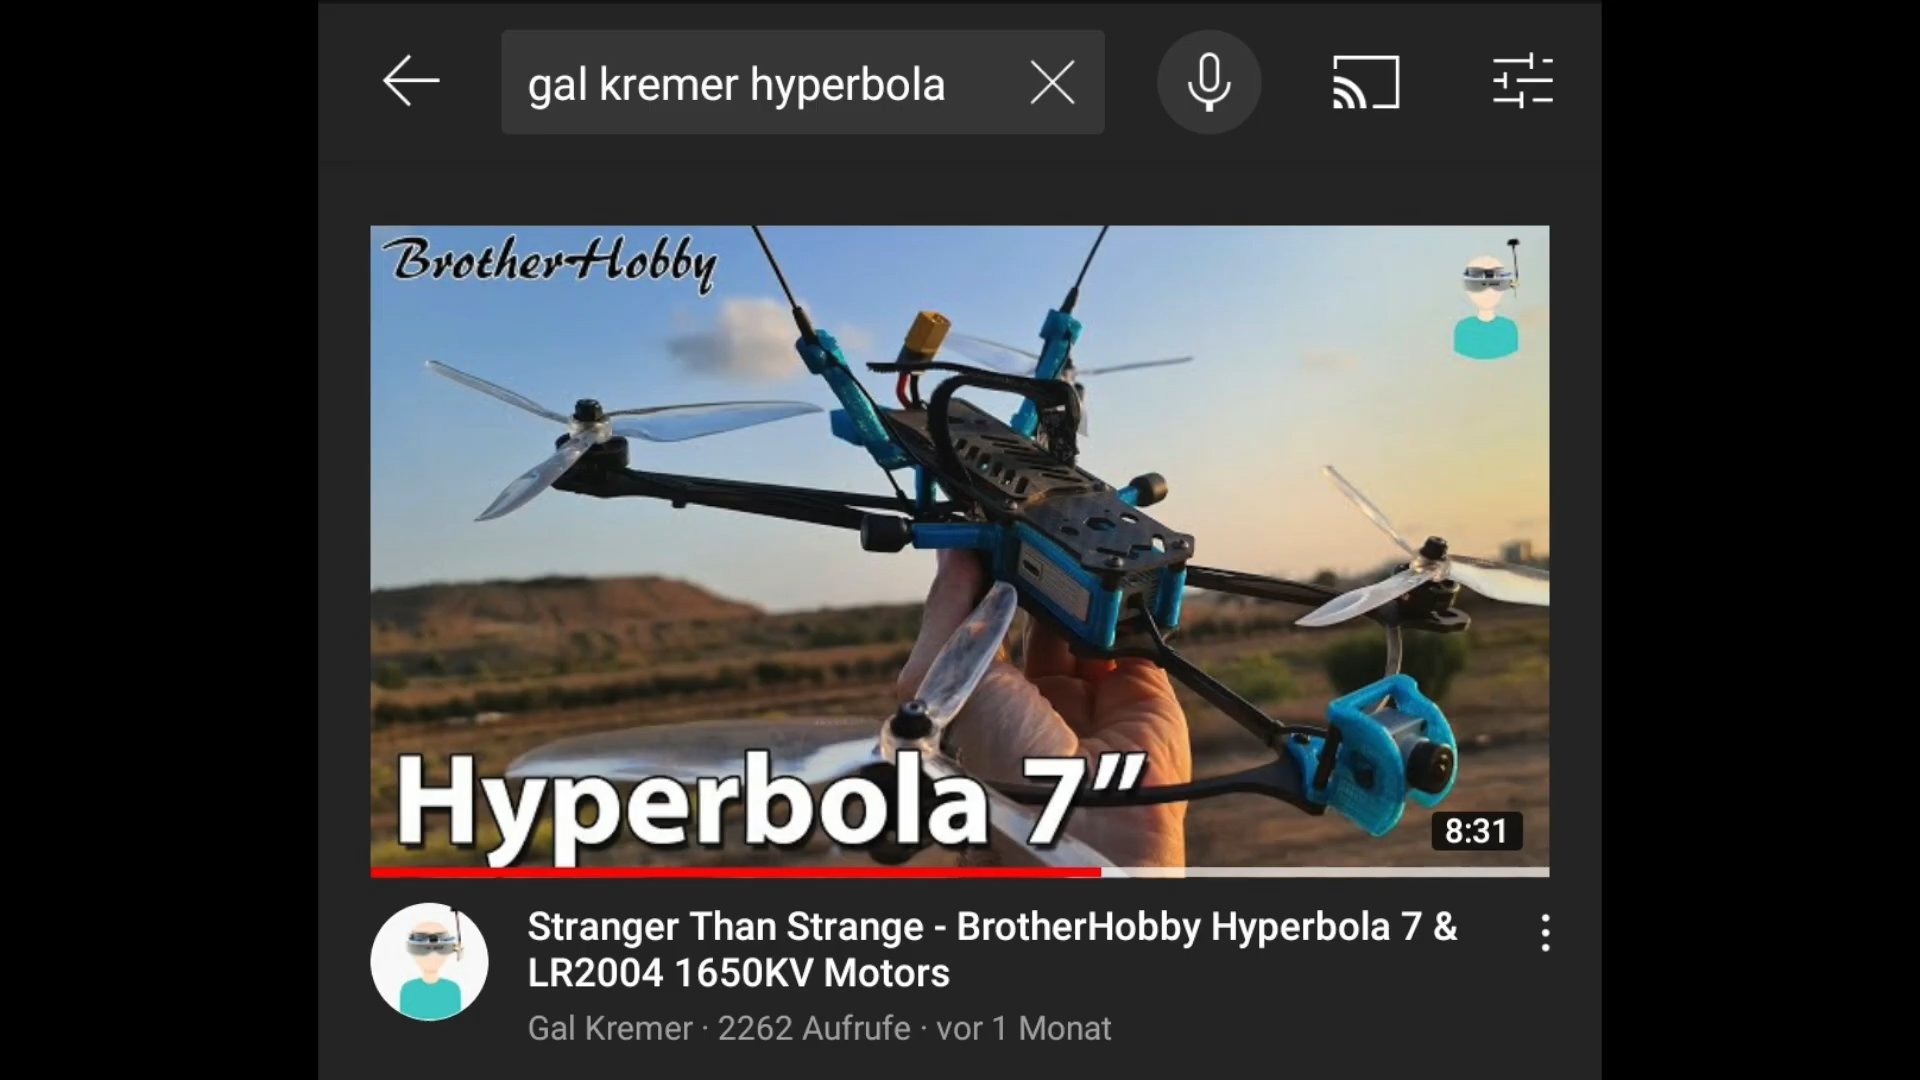 gal kremer hyperbola
BrotherHobby
Hyperbola 7"
8:31
Stranger Than Strange - BrotherHobby Hyperbola 7 &
LR2004 1650KV Motors
Gal Kremer · 2262 Aufrufe · vor 1 Monat